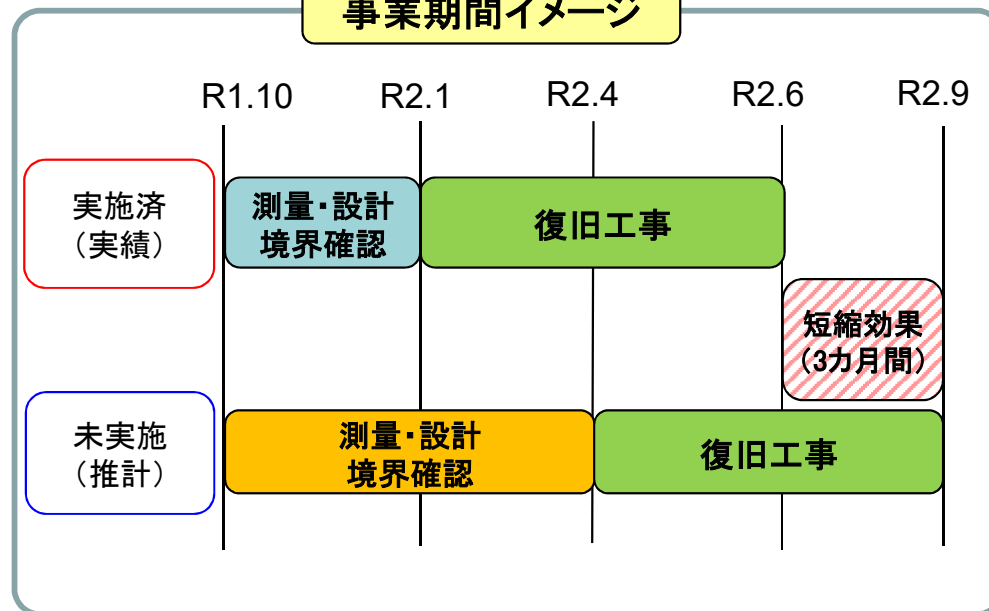 事業期間イメージ
R1.10 R2.1 R2.4 R2.6 R2.9
実施済
（実績）
測量・設計
境界確認
復旧工事
短縮効果
（3カ月間）
未実施
（推計）
測量・設計
境界確認
復旧工事